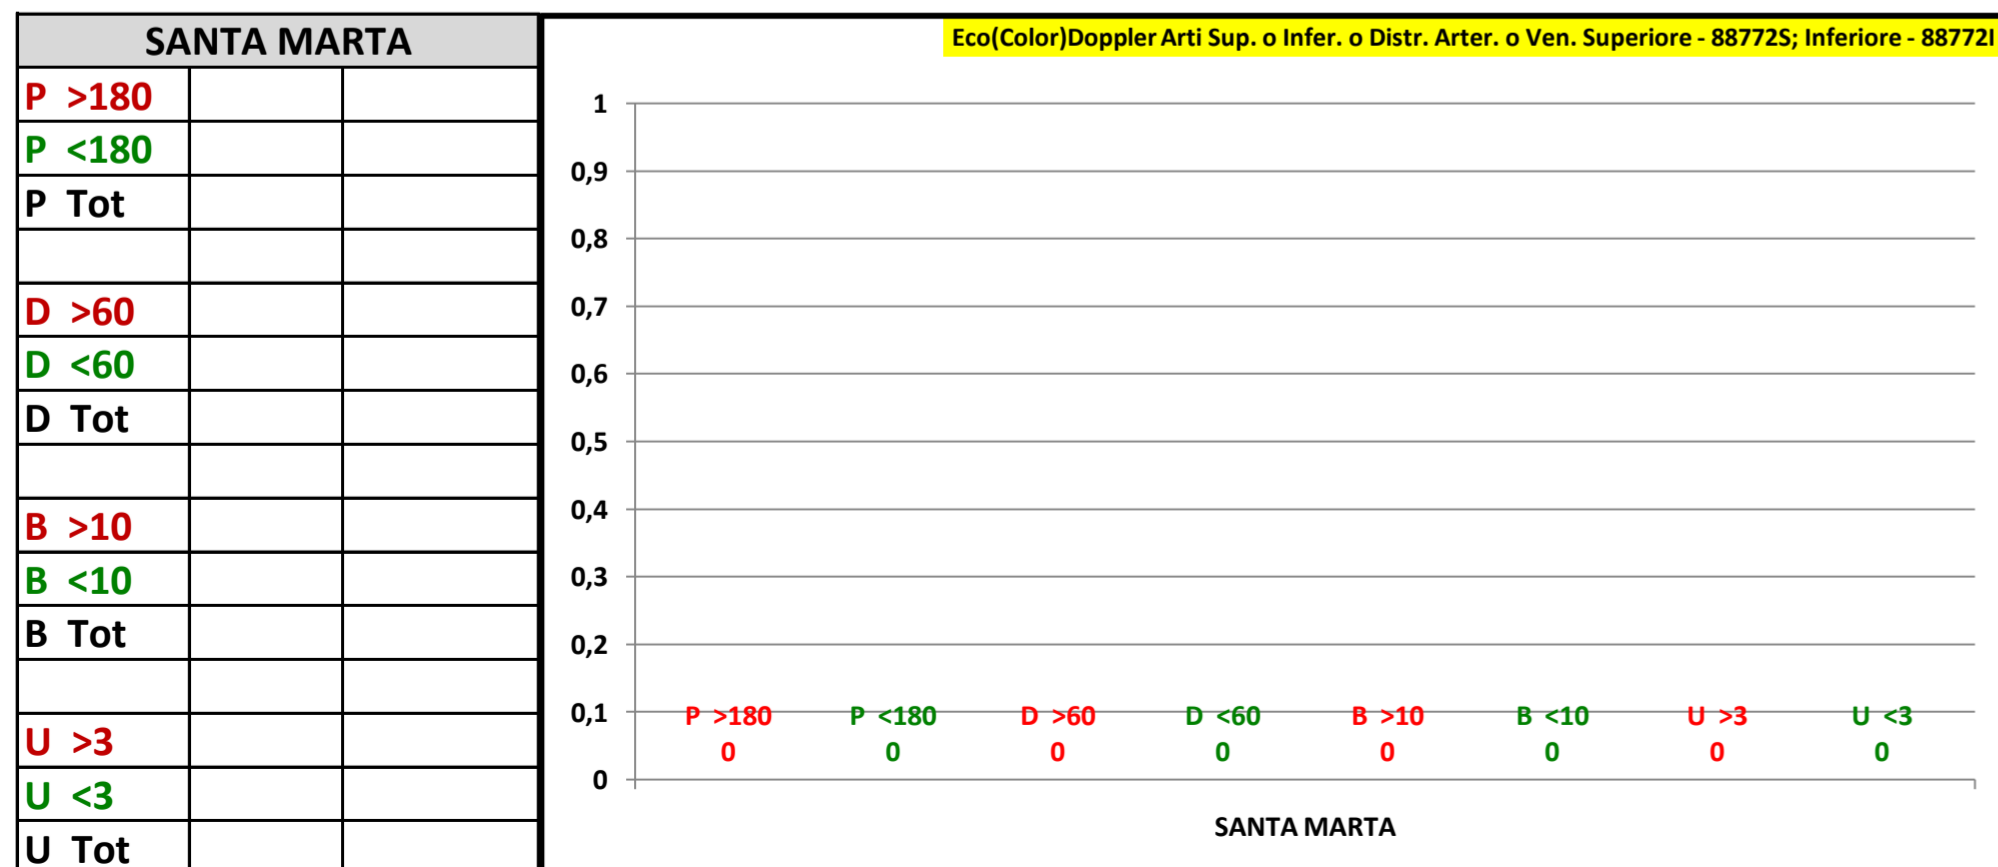 SANTA MARTA
P >180
P <180
P Tot
D >60
D <60
D Tot
B >10
B <10
B Tot
U >3
U <3
U Tot
Eco(Color)Doppler Arti Sup. o Infer. o Distr. Arter. o Ven. Superiore - 88772S; Inferiore - 88772I
1
0,9
0,8
0,7
0,6
0,5
0,4
0,3
0,2
0,1
0
P >180 P <180 D >60 D <60 B >10 B <10 U >3 U <3
0 0 0 0 0 0 0 0
SANTA MARTA